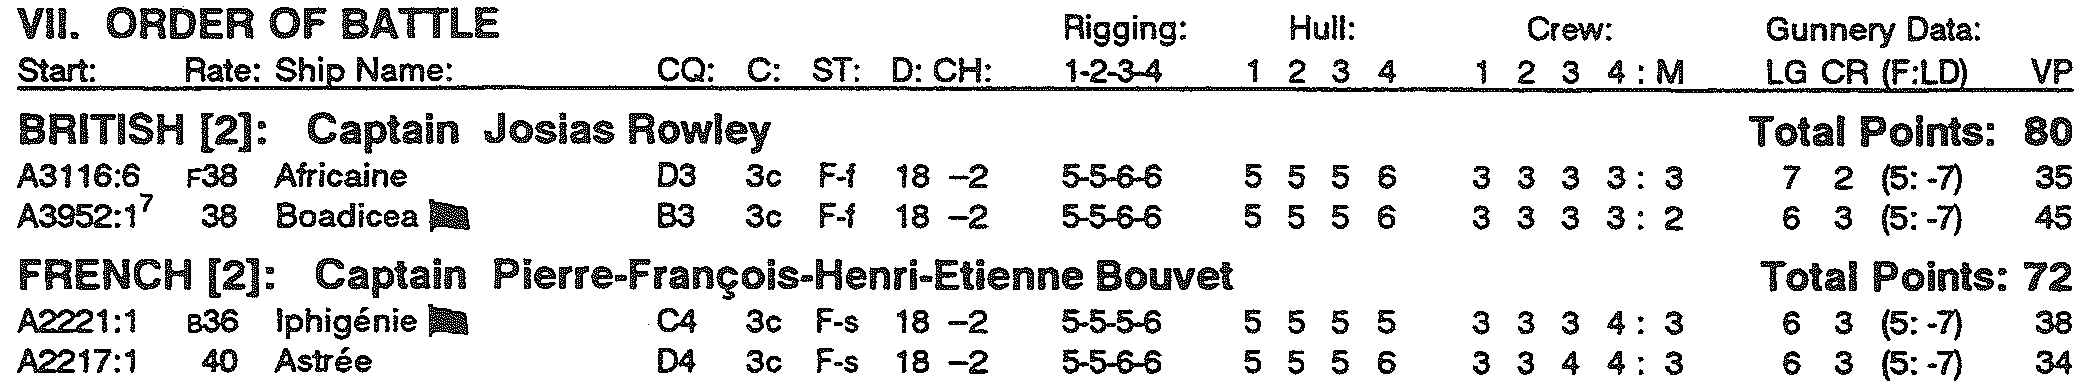 VII. ORDER OF BATTLE Rigging: Hull: Crew: Gunnery Data:
Start: Rate: Ship Name: CQ: C: ST: D: CH: 1-2-3-4 1 2 3 4 1 2 3 4 : M LG CR (F:LD) VP
BRITISH [2]: Captain Josias Rowley Total Points: 80
A3116:6 F38 Africaine D3 3c F-f 18 –2 5-5-6-6 5 5 5 6 3 3 3 3 : 3 7 2 (5: -7) 35
A3952:1⁷ 38 Boadicea B3 3c F-f 18 –2 5-5-6-6 5 5 5 6 3 3 3 3 : 2 6 3 (5: -7) 45
FRENCH [2]: Captain Pierre-François-Henri-Etienne Bouvet Total Points: 72
A2221:1 B36 Iphigénie C4 3c F-s 18 –2 5-5-5-6 5 5 5 5 3 3 3 4 : 3 6 3 (5: -7) 38
A2217:1 40 Astrée D4 3c F-s 18 –2 5-5-6-6 5 5 5 6 3 3 4 4 : 3 6 3 (5: -7) 34